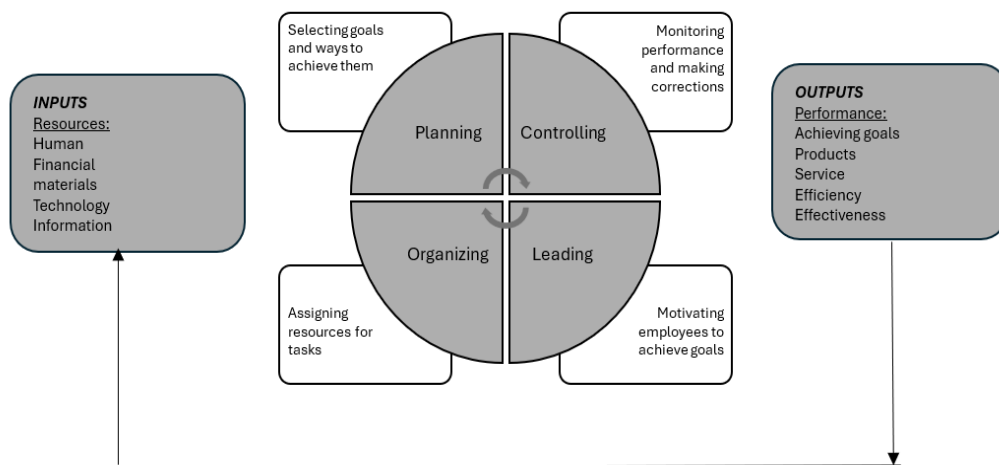 INPUTS
Resources:
Human
Financial
materials
Technology
Information
Selecting goals
and ways to
achieve them
Monitoring
performance
and making
corrections
Planning
Controlling
Organizing
Leading
Assigning
resources for
tasks
Motivating
employees to
achieve goals
OUTPUTS
Performance:
Achieving goals
Products
Service
Efficiency
Effectiveness